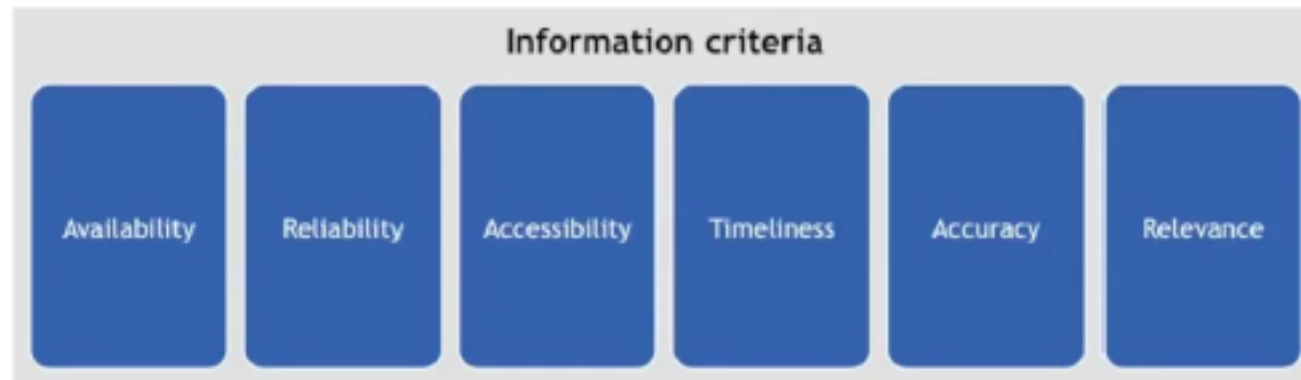 Information criteria
Availability
Reliability
Accessibility
Timeliness
Accuracy
Relevance